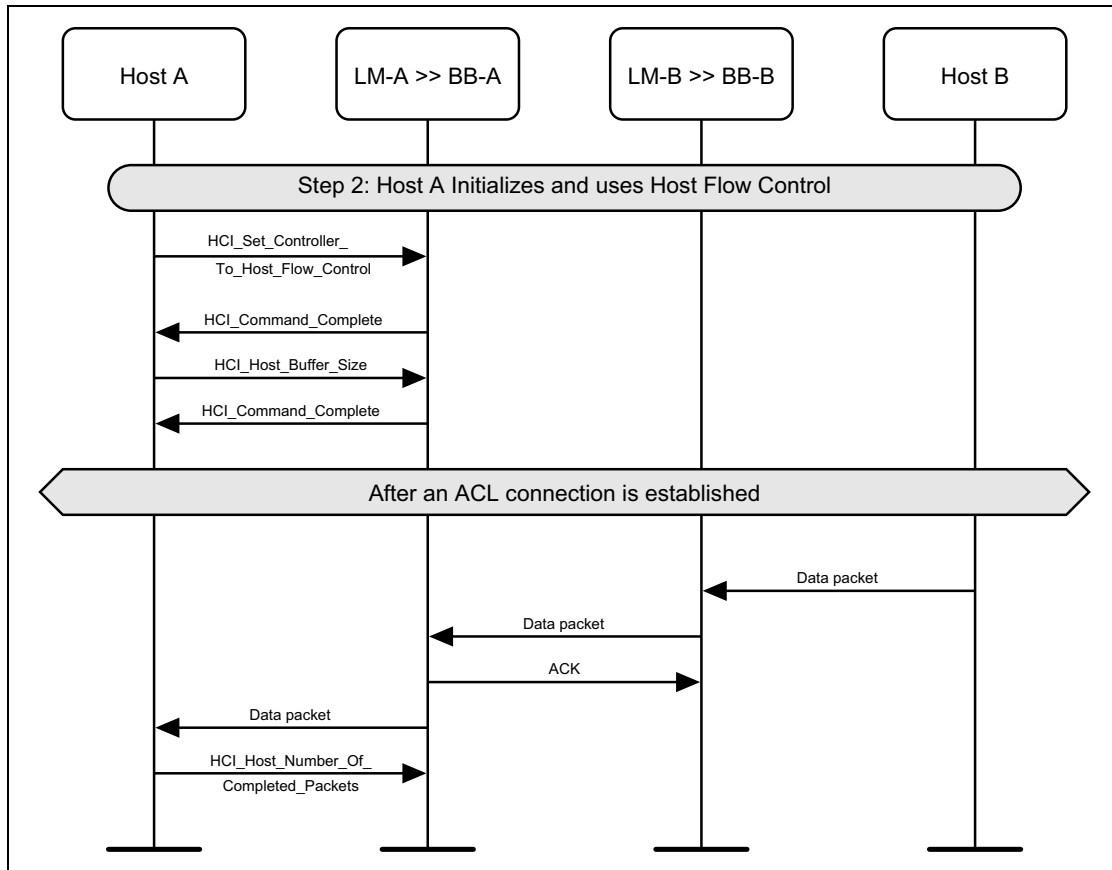 Host A
LM-A >> BB-A
LM-B >> BB-B
Host B
Step 2: Host A Initializes and uses Host Flow Control
HCI_Set_Controller_
To_Host_Flow_Control
HCI_Command_Complete
HCI_Host_Buffer_Size
HCI_Command_Complete
After an ACL connection is established
Data packet
Data packet
ACK
Data packet
HCI_Host_Number_Of_
Completed_Packets